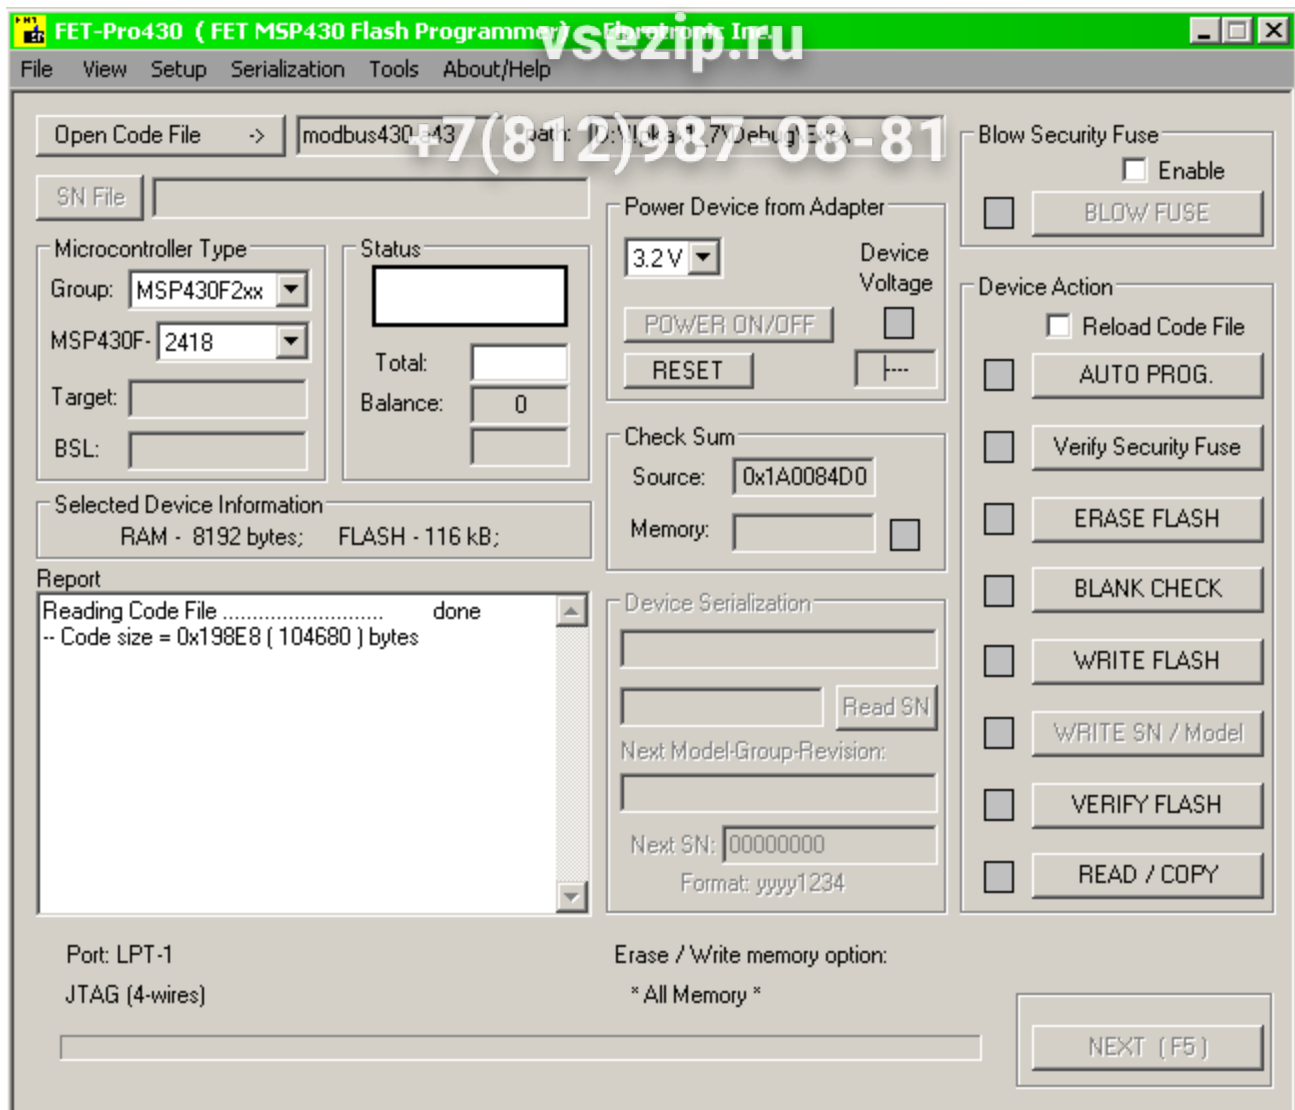 FET-Pro430 ( FET MSP430 Flash Programmer) - Elprotronic Inc.
vsezip.ru
File View Setup Serialization Tools About/Help
Open Code File -> modbus430.a43 path:
+7(812)987-08-81
SN File
Microcontroller Type
Group: MSP430F2xx
MSP430F- 2418
Target:
BSL:
Status
Total:
Balance: 0
Selected Device Information
RAM - 8192 bytes; FLASH - 116 kB;
Report
Reading Code File ........................... done
-- Code size = 0x198E8 ( 104680 ) bytes
Power Device from Adapter
3.2 V
Device
Voltage
POWER ON/OFF
RESET
|---
Check Sum
Source: 0x1A0084D0
Memory:
Device Serialization
Read SN
Next Model-Group-Revision:
Next SN: 00000000
Format: yyyy1234
Blow Security Fuse
Enable
BLOW FUSE
Device Action
Reload Code File
AUTO PROG.
Verify Security Fuse
ERASE FLASH
BLANK CHECK
WRITE FLASH
WRITE SN / Model
VERIFY FLASH
READ / COPY
Port: LPT-1
JTAG (4-wires)
Erase / Write memory option:
* All Memory *
NEXT ( F5 )